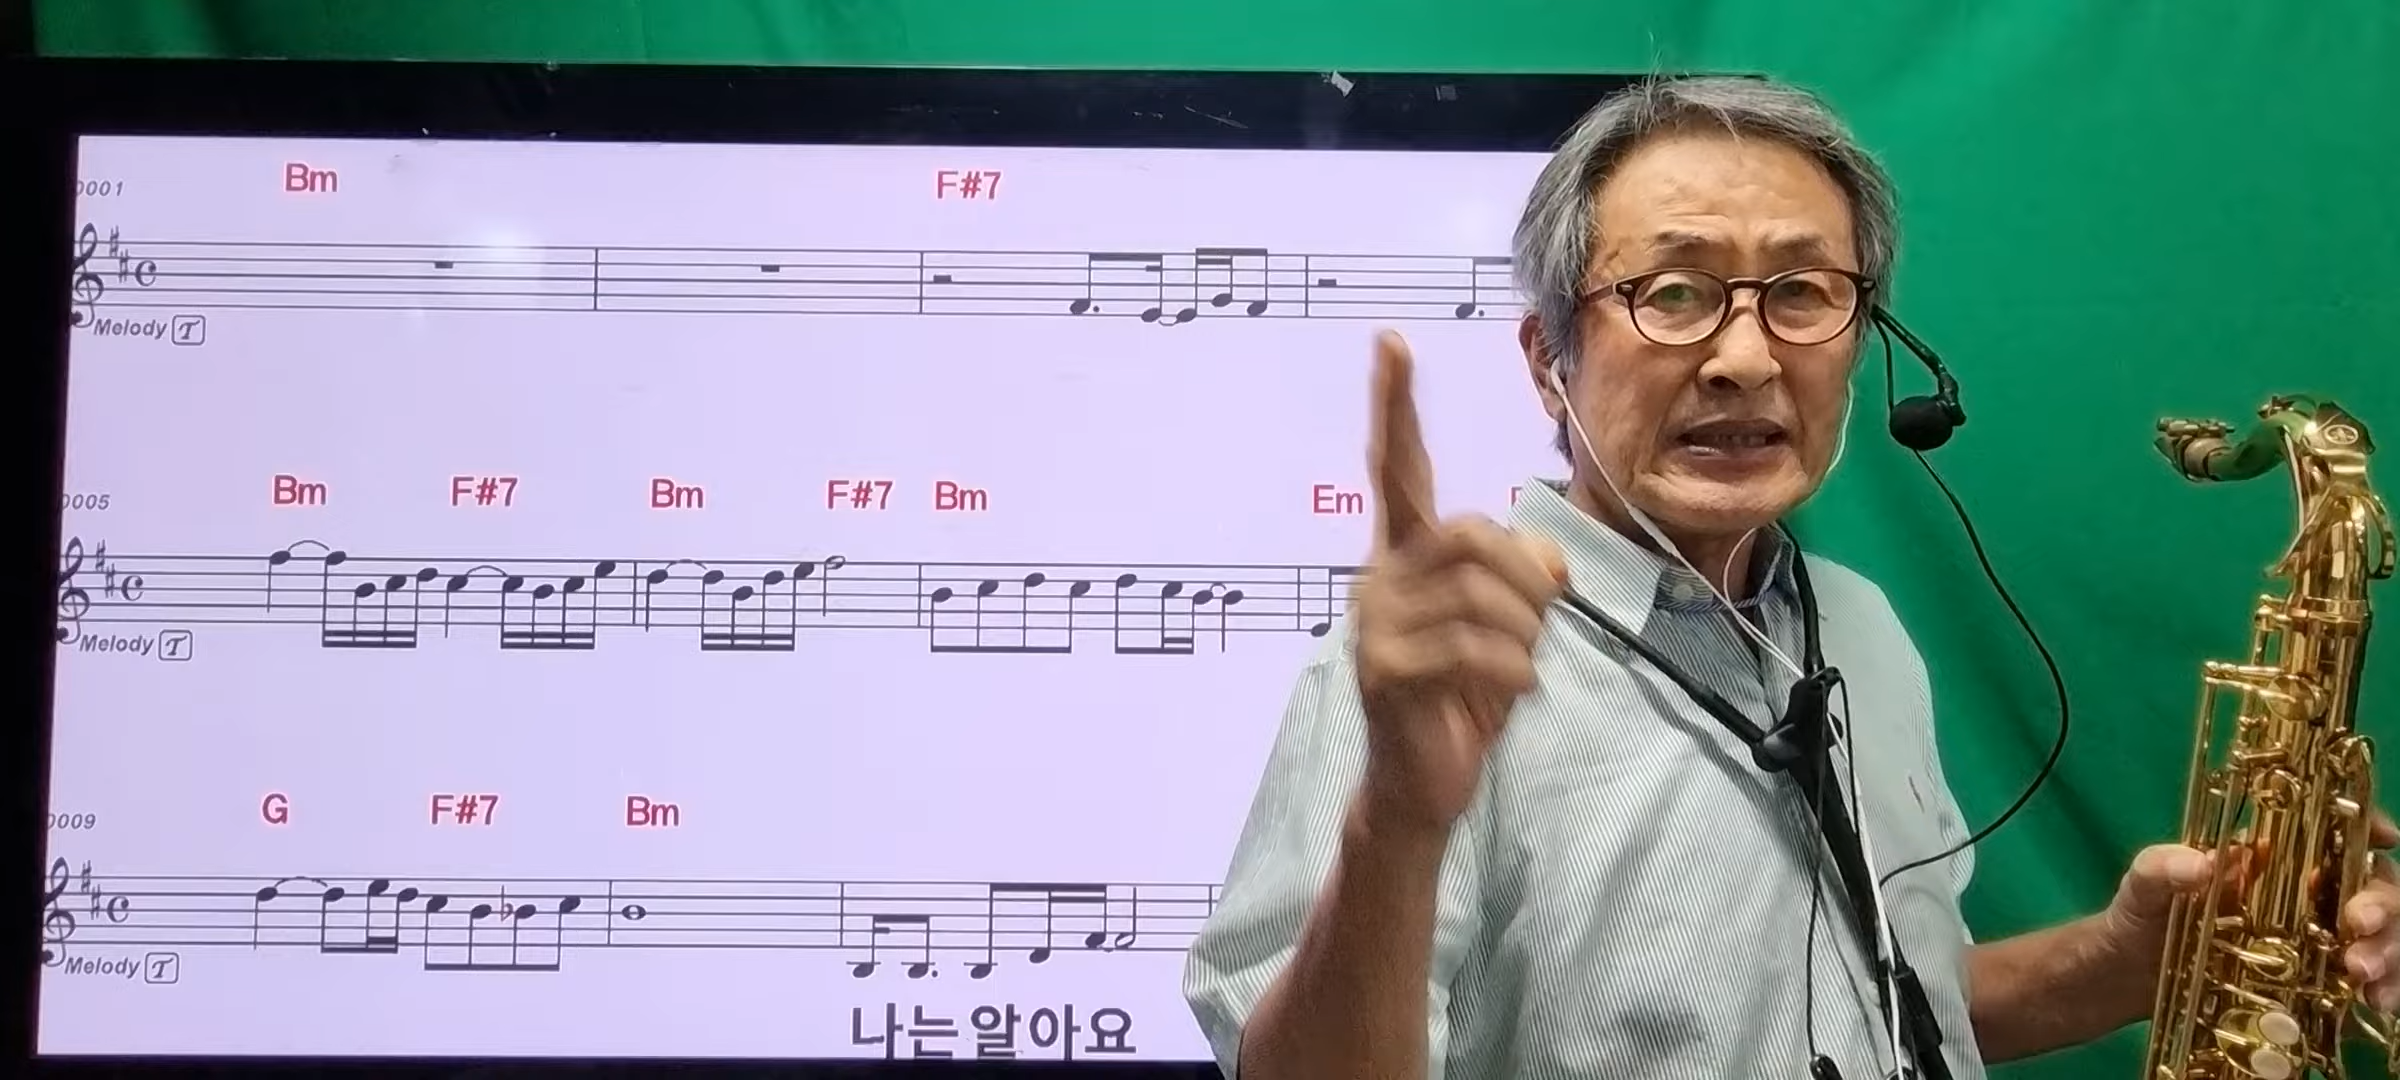 0001 Bm F#7
Melody T
0005 Bm F#7 Bm F#7 Bm Em
Melody T
0009 G F#7 Bm
Melody T
나는알아요